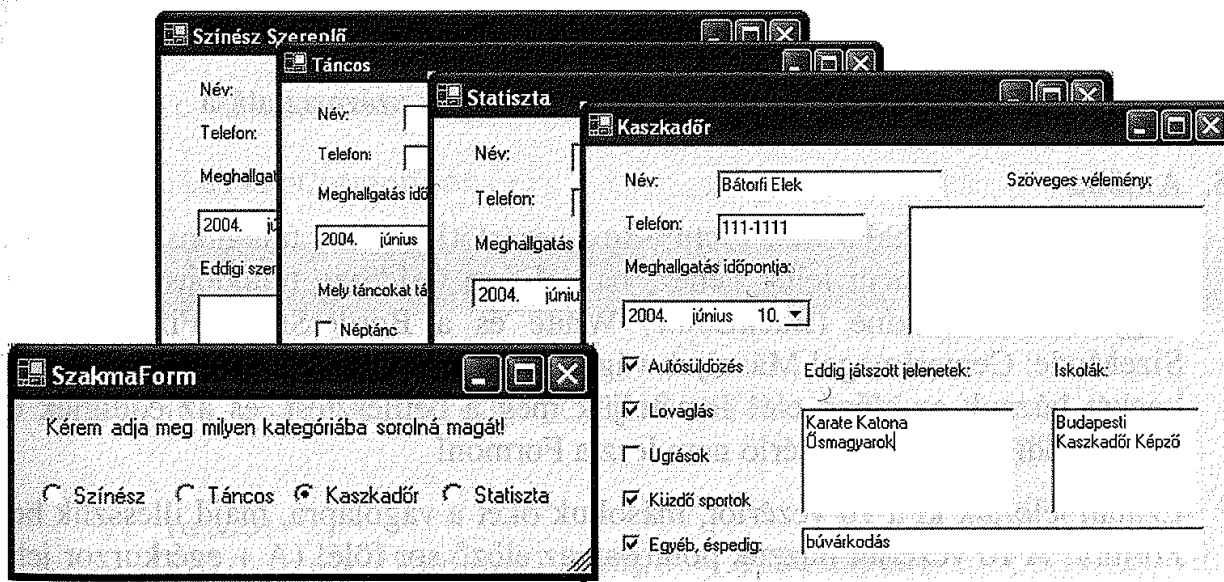 Színész Szereplő
Név:
Telefon:
Meghallgat
2004. jú
Eddigi szer
Táncos
Név:
Telefon:
Meghallgatás idő
2004. június
Mely táncokat tá
Néptánc
Statiszta
Név:
Telefon:
Meghallgatás i
2004. júniu
Kaszkadőr
Név: Bátorfi Elek
Szöveges vélemény:
Telefon: 111-1111
Meghallgatás időpontja:
2004. június 10.
Autósüldözés
Lovaglás
Ugrások
Küzdő sportok
Egyéb, éspedig: búvárkodás
Eddig játszott jelenetek:
Karate Katona
Űsmagyarok
Iskolák:
Budapesti
Kaszkadőr Képző
SzakmaForm
Kérem adja meg milyen kategóriába sorolná magát!
Színész Táncos Kaszkadőr Statiszta